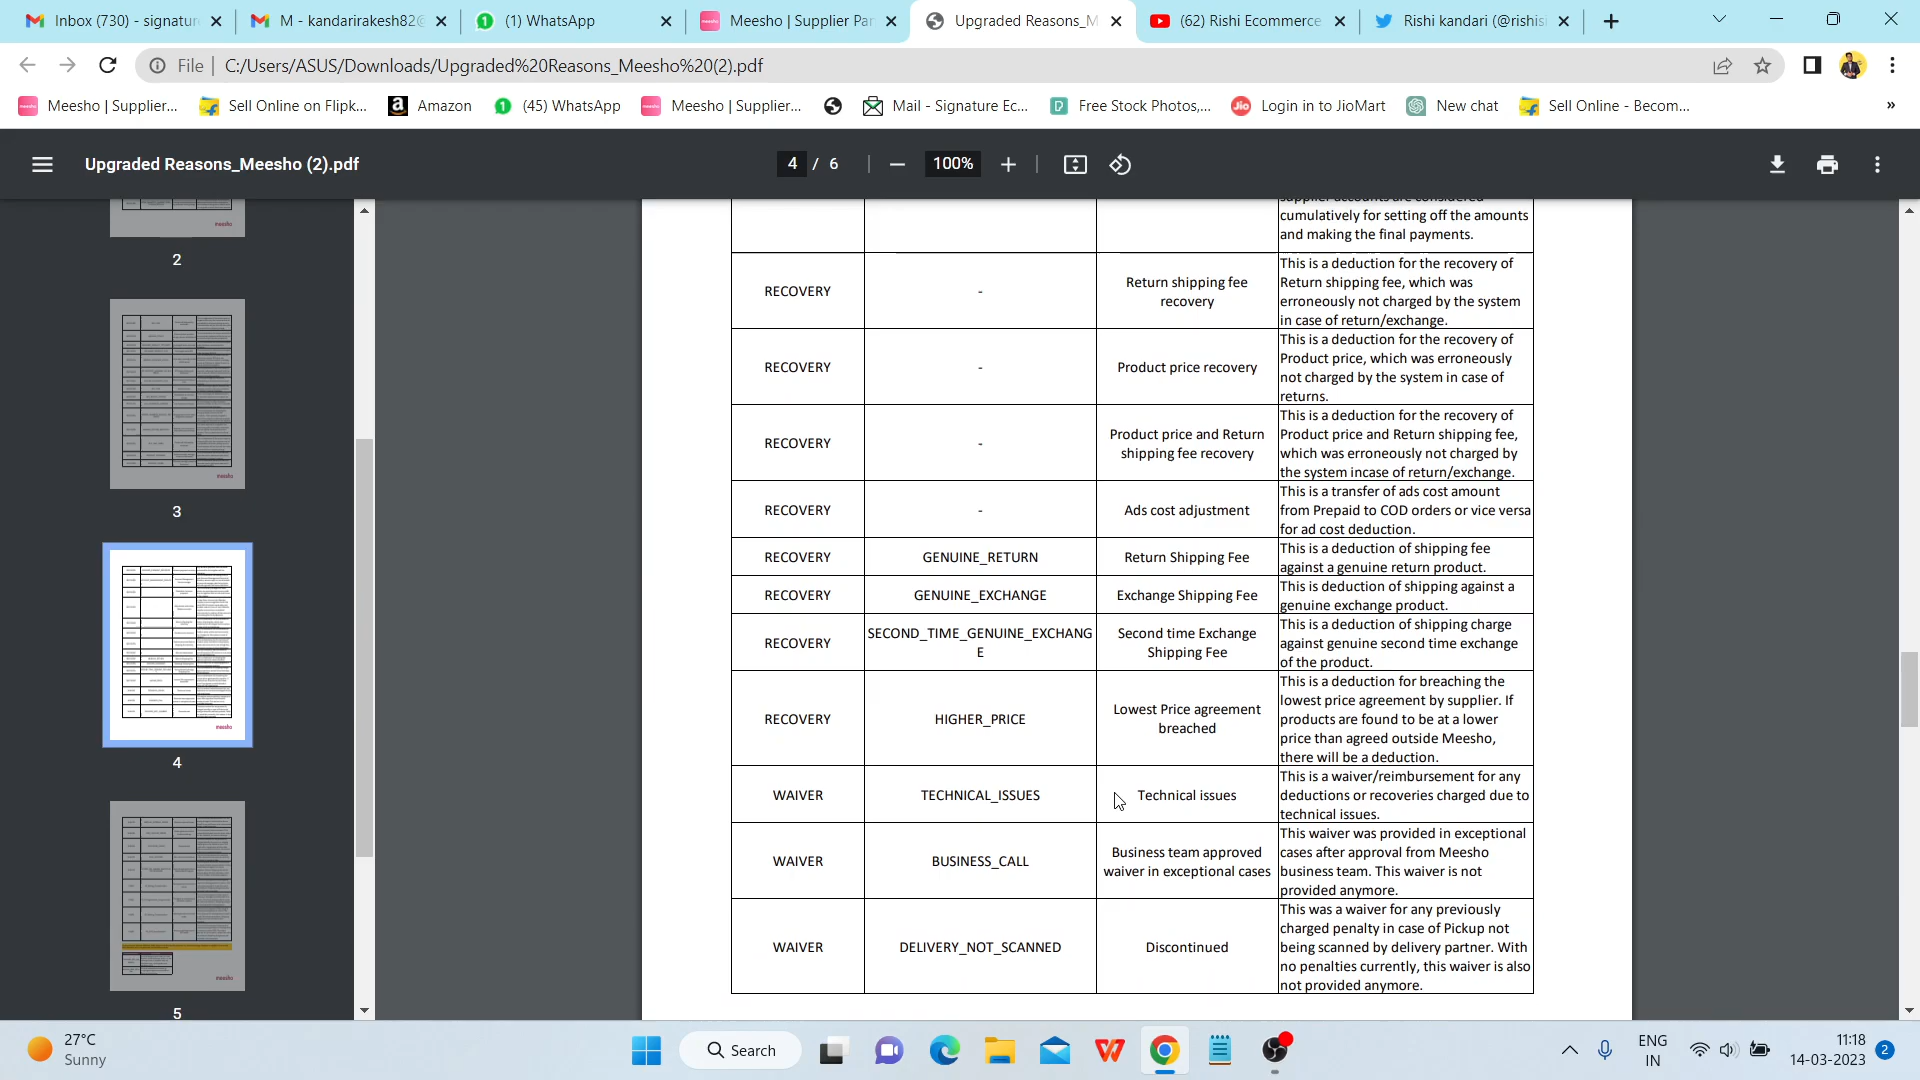 Inbox (730) - signatur
M - kandarirakesh82@
(1) WhatsApp
Meesho | Supplier Pan
Upgraded Reasons_M
(62) Rishi Ecommerce
Rishi kandari (@rishisi
File
C:/Users/ASUS/Downloads/Upgraded%20Reasons_Meesho%20(2).pdf
Meesho | Supplier...
Sell Online on Flipk...
Amazon
(45) WhatsApp
Meesho | Supplier...
Mail - Signature Ec...
Free Stock Photos,...
Jio
Login in to JioMart
New chat
Sell Online - Becom...
»
Upgraded Reasons_Meesho (2).pdf
4 / 6
100%
2
3
4
5
supplier accounts are considered
cumulatively for setting off the amounts
and making the final payments.
RECOVERY
-
Return shipping fee
recovery
This is a deduction for the recovery of
Return shipping fee, which was
erroneously not charged by the system
in case of return/exchange.
RECOVERY
-
Product price recovery
This is a deduction for the recovery of
Product price, which was erroneously
not charged by the system in case of
returns.
RECOVERY
-
Product price and Return
shipping fee recovery
This is a deduction for the recovery of
Product price and Return shipping fee,
which was erroneously not charged by
the system incase of return/exchange.
RECOVERY
-
Ads cost adjustment
This is a transfer of ads cost amount
from Prepaid to COD orders or vice versa
for ad cost deduction.
RECOVERY
GENUINE_RETURN
Return Shipping Fee
This is a deduction of shipping fee
against a genuine return product.
RECOVERY
GENUINE_EXCHANGE
Exchange Shipping Fee
This is deduction of shipping against a
genuine exchange product.
RECOVERY
SECOND_TIME_GENUINE_EXCHANG
E
Second time Exchange
Shipping Fee
This is a deduction of shipping charge
against genuine second time exchange
of the product.
RECOVERY
HIGHER_PRICE
Lowest Price agreement
breached
This is a deduction for breaching the
lowest price agreement by supplier. If
products are found to be at a lower
price than agreed outside Meesho,
there will be a deduction.
WAIVER
TECHNICAL_ISSUES
Technical issues
This is a waiver/reimbursement for any
deductions or recoveries charged due to
technical issues.
WAIVER
BUSINESS_CALL
Business team approved
waiver in exceptional cases
This waiver was provided in exceptional
cases after approval from Meesho
business team. This waiver is not
provided anymore.
WAIVER
DELIVERY_NOT_SCANNED
Discontinued
This was a waiver for any previously
charged penalty in case of Pickup not
being scanned by delivery partner. With
no penalties currently, this waiver is also
not provided anymore.
27°C
Sunny
Search
ENG
IN
11:18
14-03-2023
2